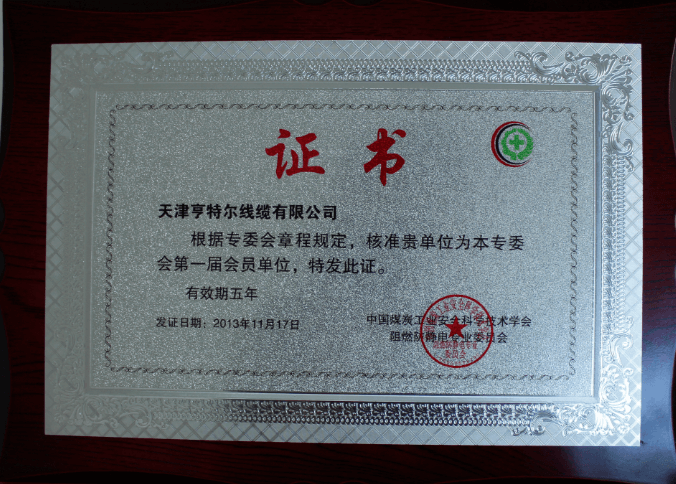 证书
天津亨特尔线缆有限公司
根据专委会章程规定，核准贵单位为本专委
会第一届会员单位，特发此证。
有效期五年
发证日期：2013年11月17日
中国煤炭工业安全科学技术学会
阻燃防静电专业委员会